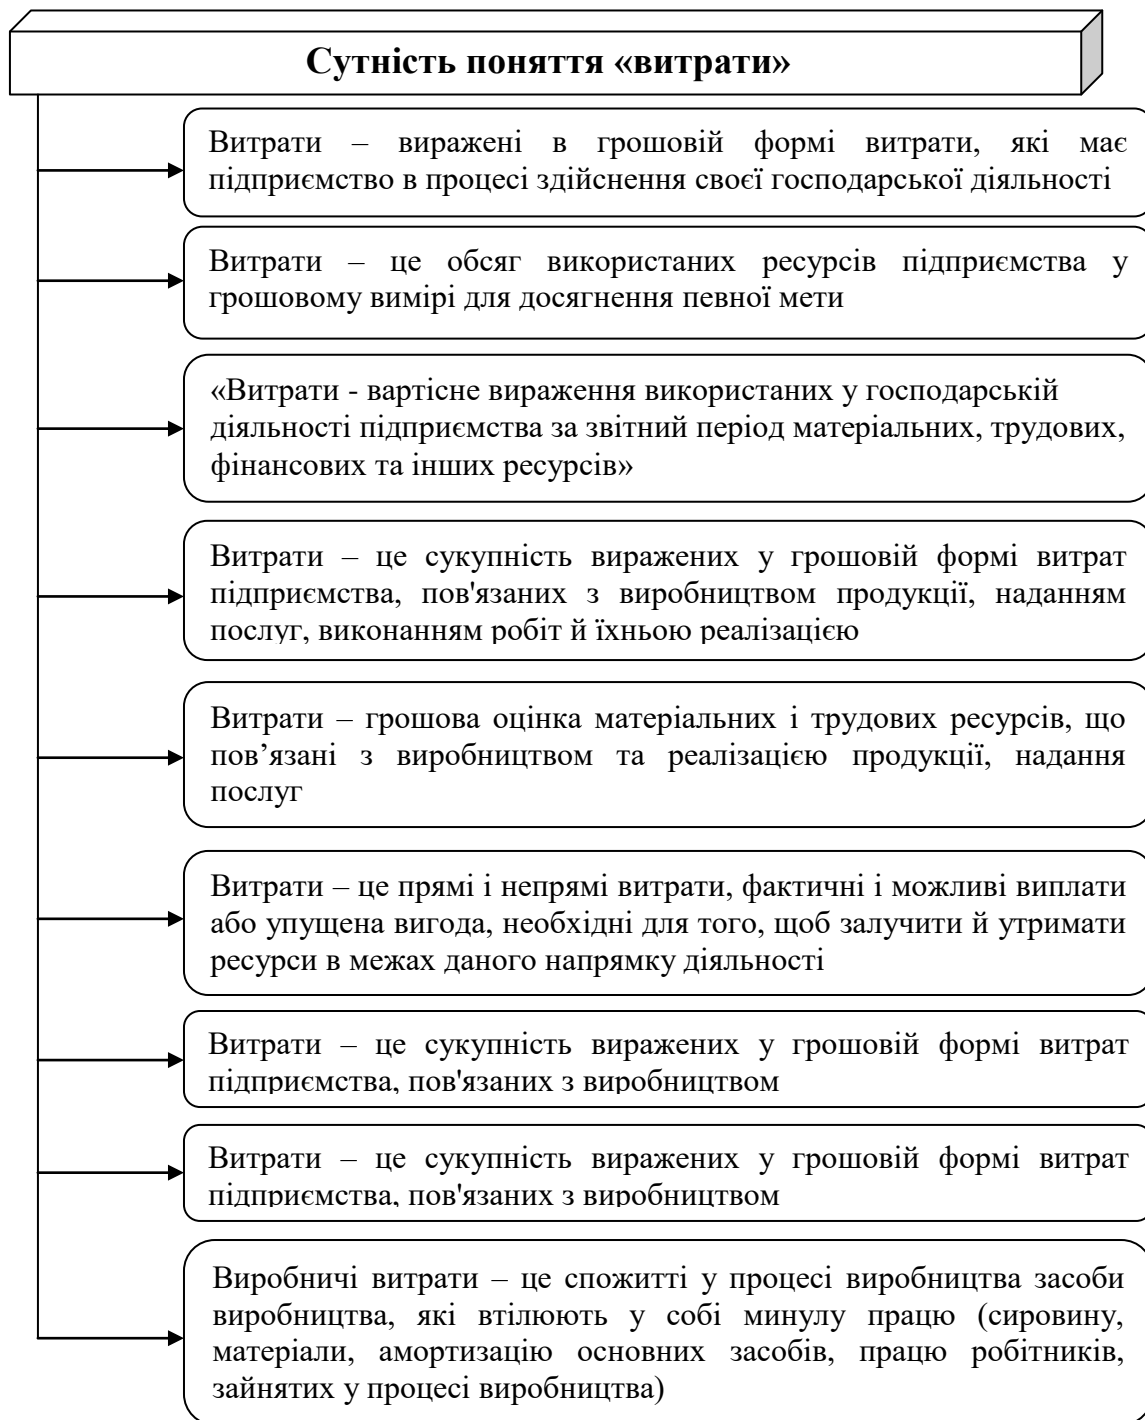 Сутність поняття «витрати»
Витрати – виражені в грошовій формі витрати, які має
підприємство в процесі здійснення своєї господарської діяльності
Витрати – це обсяг використаних ресурсів підприємства у
грошовому вимірі для досягнення певної мети
«Витрати - вартісне вираження використаних у господарській
діяльності підприємства за звітний період матеріальних, трудових,
фінансових та інших ресурсів»
Витрати – це сукупність виражених у грошовій формі витрат
підприємства, пов'язаних з виробництвом продукції, наданням
послуг, виконанням робіт й їхньою реалізацією
Витрати – грошова оцінка матеріальних і трудових ресурсів, що
пов’язані з виробництвом та реалізацією продукції, надання
послуг
Витрати – це прямі і непрямі витрати, фактичні і можливі виплати
або упущена вигода, необхідні для того, щоб залучити й утримати
ресурси в межах даного напрямку діяльності
Витрати – це сукупність виражених у грошовій формі витрат
підприємства, пов'язаних з виробництвом
Витрати – це сукупність виражених у грошовій формі витрат
підприємства, пов'язаних з виробництвом
Виробничі витрати – це спожитті у процесі виробництва засоби
виробництва, які втілюють у собі минулу працю (сировину,
матеріали, амортизацію основних засобів, працю робітників,
зайнятих у процесі виробництва)